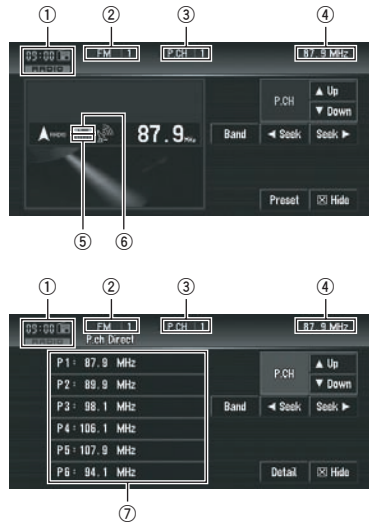 ① ② ③ ④
09:00 FM 1 P.CH 1 87.9 MHz
RADIO
P.CH ▲ Up
▼ Down
RADIO 87.9 MHz Band ◄ Seek Seek ►
Preset ☒ Hide
⑤ ⑥
① ② ③ ④
09:00 FM 1 P.CH 1 87.9 MHz
RADIO P.ch Direct
P1: 87.9 MHz
P2: 89.9 MHz
P3: 98.1 MHz
P4: 106.1 MHz
P5: 107.9 MHz
P6: 94.1 MHz
P.CH ▲ Up
▼ Down
Band ◄ Seek Seek ►
Detail ☒ Hide
⑦